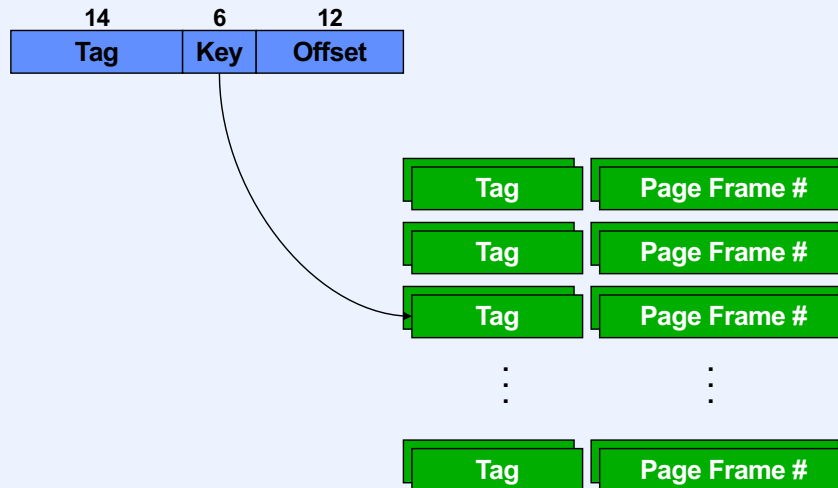 14 6 12
Tag Key Offset
Tag Page Frame #
Tag Page Frame #
Tag Page Frame #
. .
. .
. .
Tag Page Frame #